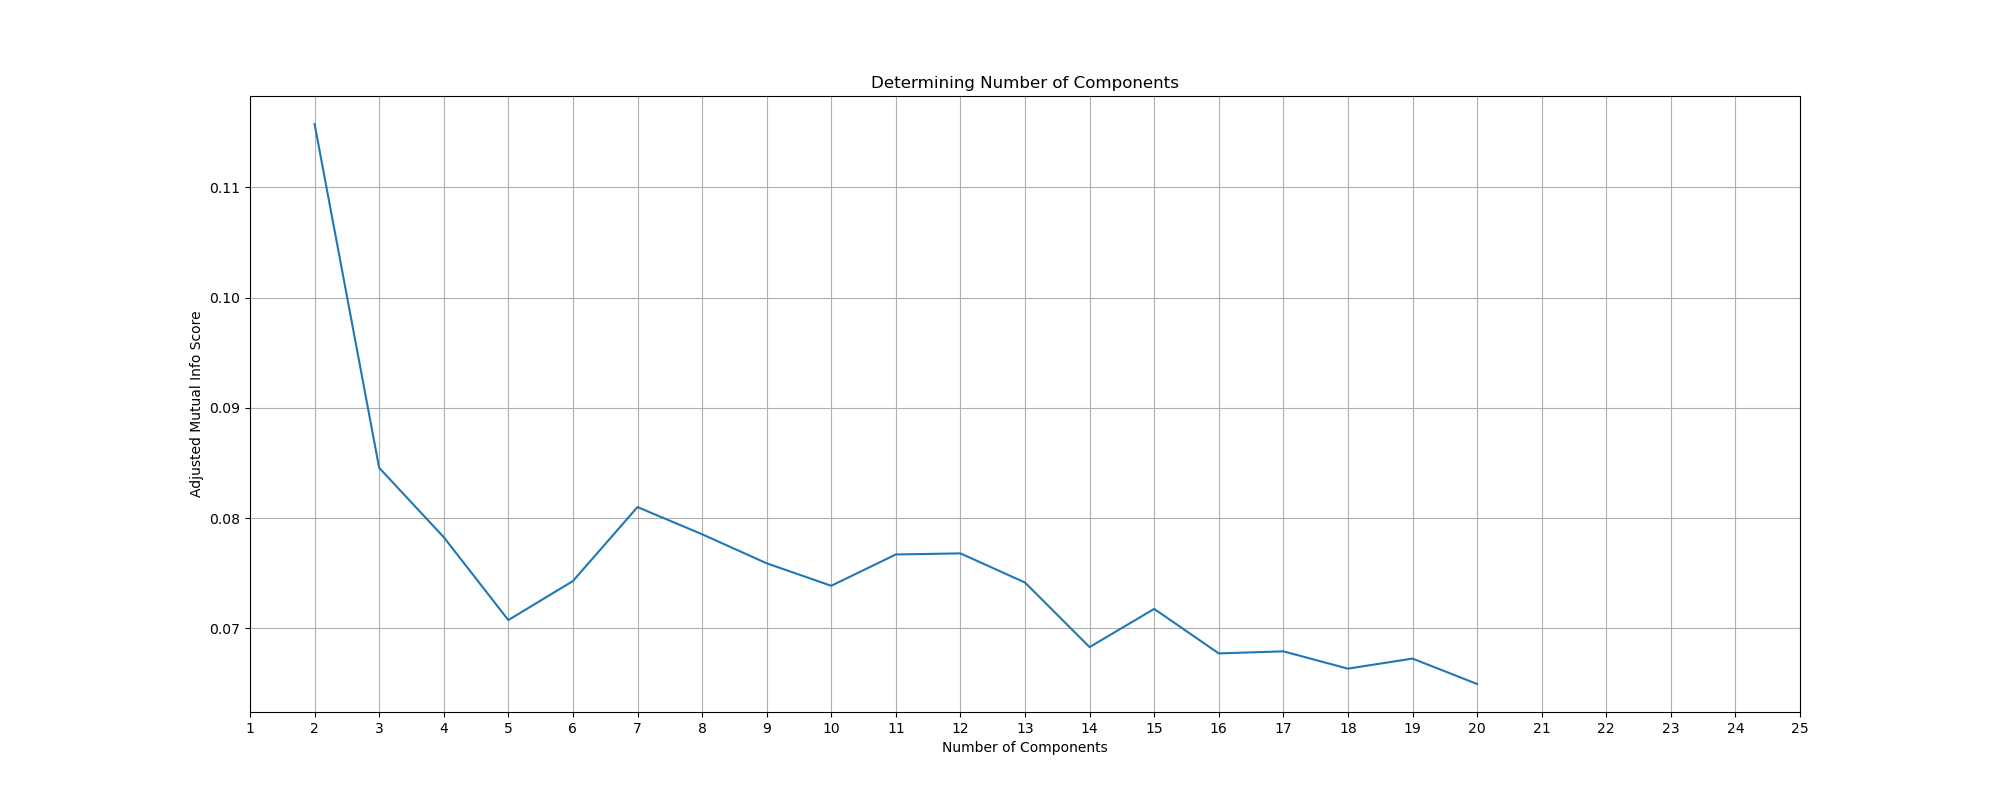 Determining Number of Components
Adjusted Mutual Info Score
0.11
0.10
0.09
0.08
0.07
1 2 3 4 5 6 7 8 9 10 11 12 13 14 15 16 17 18 19 20 21 22 23 24 25
Number of Components